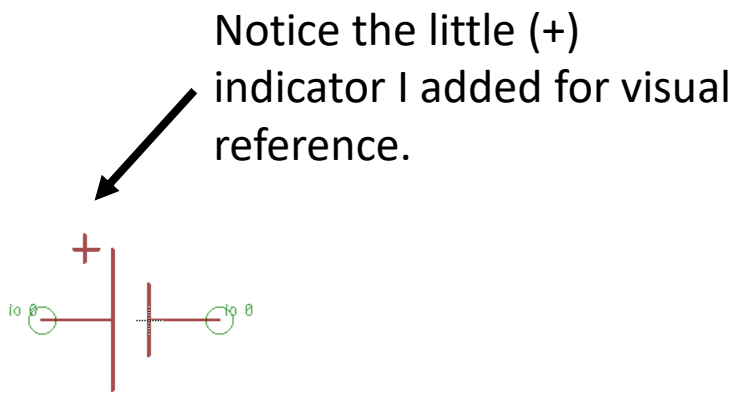 Notice the little (+)
indicator I added for visual
reference.
+
io 0
io 0